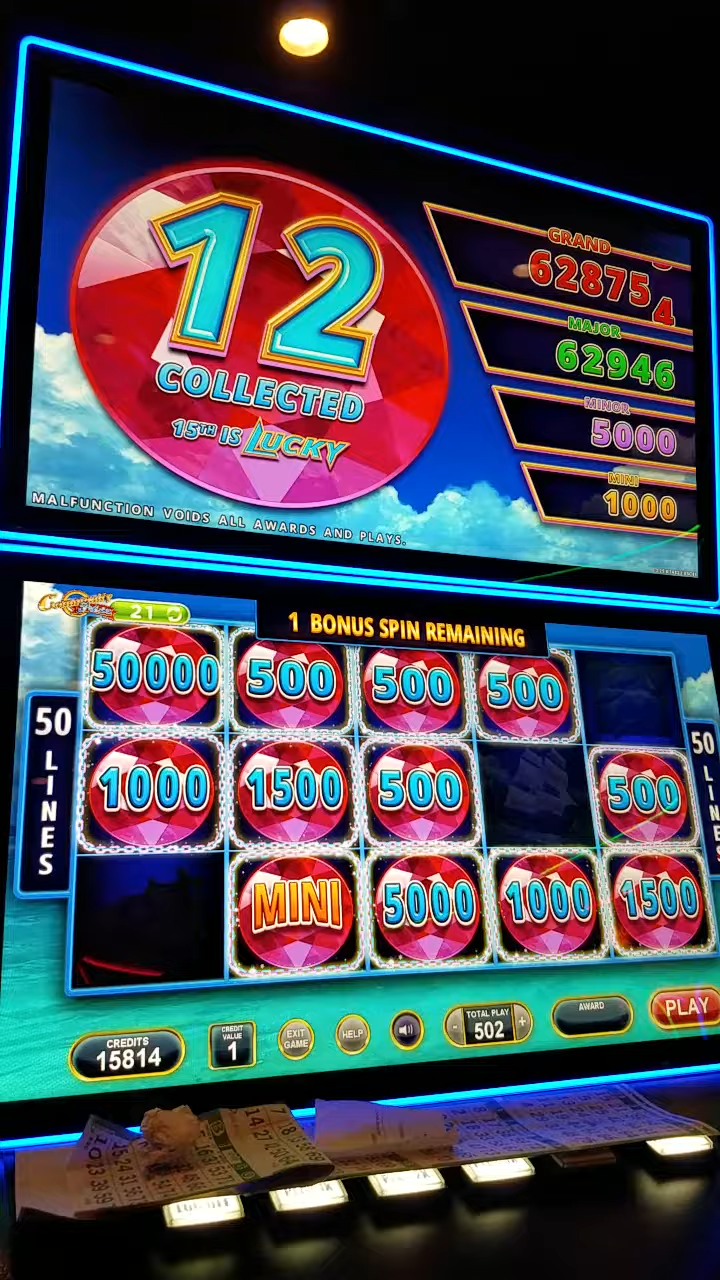 12
COLLECTED
15TH IS LUCKY
GRAND
62875
4
MAJOR
62946
MINOR
5000
MINI
1000
MALFUNCTION VOIDS ALL AWARDS AND PLAYS.
21
1 BONUS SPIN REMAINING
50000 500 500 500
1000 1500 500 500
MINI 5000 1000 1500
50
LINES
50
LINES
CREDITS
15814
CREDIT
VALUE
1
EXIT
GAME
HELP
TOTAL PLAY
- 502 +
AWARD
PLAY